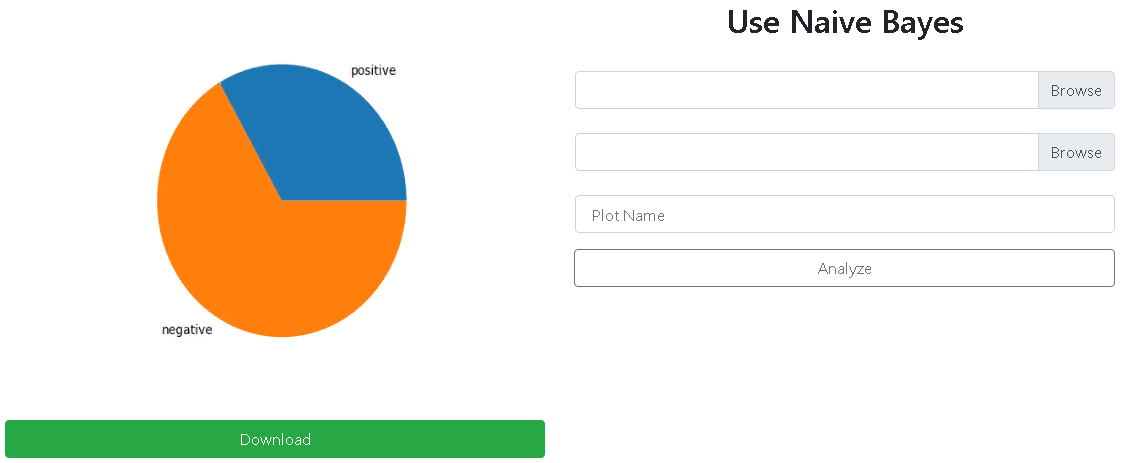 positive
negative
Download
Use Naive Bayes
Browse
Browse
Plot Name
Analyze